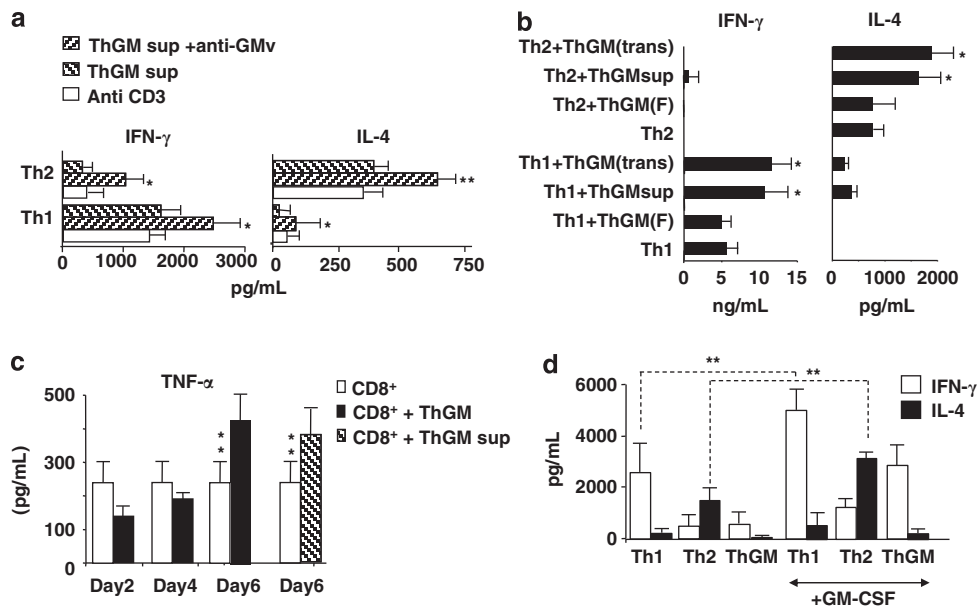 a
ThGM sup +anti-GMv
ThGM sup
Anti CD3
IFN-γ
IL-4
Th2
Th1
*
*
**
*
0 1000 2000 3000
0 250 500 750
pg/mL
b
IFN-γ
IL-4
Th2+ThGM(trans)
Th2+ThGMsup
Th2+ThGM(F)
Th2
Th1+ThGM(trans)
Th1+ThGMsup
Th1+ThGM(F)
Th1
*
*
*
*
0 5 10 15
0 1000 2000
ng/mL
pg/mL
c
TNF-α
500
300
100
0
(pg/mL)
**
**
Day2 Day4 Day6 Day6
CD8⁺
CD8⁺ + ThGM
CD8⁺ + ThGM sup
d
**
**
IFN-γ
IL-4
6000
4000
2000
0
pg/mL
Th1 Th2 ThGM Th1 Th2 ThGM
+GM-CSF